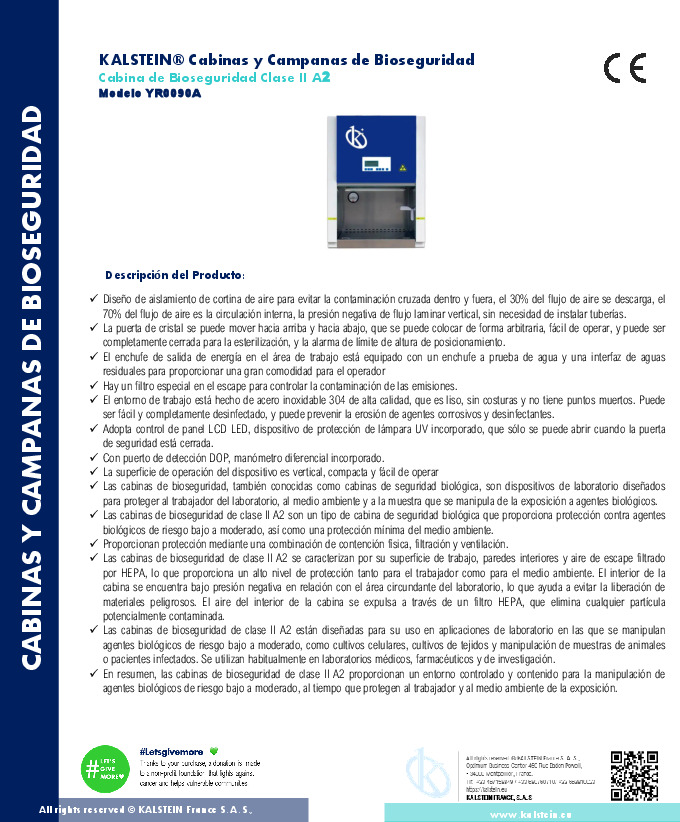 KALSTEIN® Cabinas y Campanas de Bioseguridad
Cabina de Bioseguridad Clase II A2
Modelo YR0090A
CE
CABINAS Y CAMPANAS DE BIOSEGURIDAD
Descripción del Producto:
✓ Diseño de aislamiento de cortina de aire para evitar la contaminación cruzada dentro y fuera, el 30% del flujo de aire se descarga, el
70% del flujo de aire es la circulación interna, la presión negativa de flujo laminar vertical, sin necesidad de instalar tuberías.
✓ La puerta de cristal se puede mover hacia arriba y hacia abajo, que se puede colocar de forma arbitraria, fácil de operar, y puede ser
completamente cerrada para la esterilización, y la alarma de límite de altura de posicionamiento.
✓ El enchufe de salida de energía en el área de trabajo está equipado con un enchufe a prueba de agua y una interfaz de aguas
residuales para proporcionar una gran comodidad para el operador
✓ Hay un filtro especial en el escape para controlar la contaminación de las emisiones.
✓ El entorno de trabajo está hecho de acero inoxidable 304 de alta calidad, que es liso, sin costuras y no tiene puntos muertos. Puede
ser fácil y completamente desinfectado, y puede prevenir la erosión de agentes corrosivos y desinfectantes.
✓ Adopta control de panel LCD LED, dispositivo de protección de lámpara UV incorporado, que sólo se puede abrir cuando la puerta
de seguridad está cerrada.
✓ Con puerto de detección DOP, manómetro diferencial incorporado.
✓ La superficie de operación del dispositivo es vertical, compacta y fácil de operar
✓ Las cabinas de bioseguridad, también conocidas como cabinas de seguridad biológica, son dispositivos de laboratorio diseñados
para proteger al trabajador del laboratorio, al medio ambiente y a la muestra que se manipula de la exposición a agentes biológicos.
✓ Las cabinas de bioseguridad de clase II A2 son un tipo de cabina de seguridad biológica que proporciona protección contra agentes
biológicos de riesgo bajo a moderado, así como una protección mínima del medio ambiente.
✓ Proporcionan protección mediante una combinación de contención física, filtración y ventilación.
✓ Las cabinas de bioseguridad de clase II A2 se caracterizan por su superficie de trabajo, paredes interiores y aire de escape filtrado
por HEPA, lo que proporciona un alto nivel de protección tanto para el trabajador como para el medio ambiente. El interior de la
cabina se encuentra bajo presión negativa en relación con el área circundante del laboratorio, lo que ayuda a evitar la liberación de
materiales peligrosos. El aire del interior de la cabina se expulsa a través de un filtro HEPA, que elimina cualquier partícula
potencialmente contaminada.
✓ Las cabinas de bioseguridad de clase II A2 están diseñadas para su uso en aplicaciones de laboratorio en las que se manipulan
agentes biológicos de riesgo bajo a moderado, como cultivos celulares, cultivos de tejidos y manipulación de muestras de animales
o pacientes infectados. Se utilizan habitualmente en laboratorios médicos, farmacéuticos y de investigación.
✓ En resumen, las cabinas de bioseguridad de clase II A2 proporcionan un entorno controlado y contenido para la manipulación de
agentes biológicos de riesgo bajo a moderado, al tiempo que protegen al trabajador y al medio ambiente de la exposición.
# LET'S
GIVE
MORE
#Letsgivemore
Thanks to your purchase, a donation is made
to a non-profit foundation that fights against
cancer and helps vulnerable communities
All rights reserved © KALSTEIN France S. A. S.,
Optimum Business Center 450 Rue Baden Powell,
34000 Montpellier, France.
https://kalstein.eu
KALSTEIN FRANCE, S.A.S
All rights reserved © KALSTEIN France S.A.S.,
www.kalstein.eu